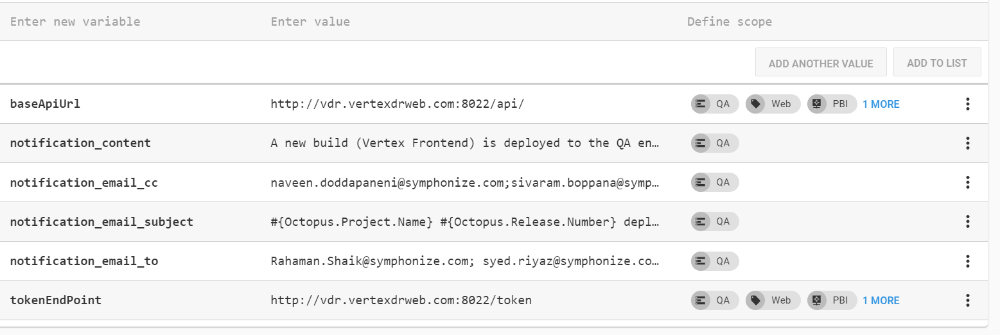 Enter new variable Enter value Define scope
ADD ANOTHER VALUE ADD TO LIST
baseApiUrl http://vdr.vertexdrweb.com:8022/api/ QA Web PBI 1 MORE
notification_content A new build (Vertex Frontend) is deployed to the QA en… QA
notification_email_cc naveen.doddapaneni@symphonize.com;sivaram.boppana@symp… QA
notification_email_subject #{Octopus.Project.Name} #{Octopus.Release.Number} depl… QA
notification_email_to Rahaman.Shaik@symphonize.com; syed.riyaz@symphonize.co… QA
tokenEndPoint http://vdr.vertexdrweb.com:8022/token QA Web PBI 1 MORE